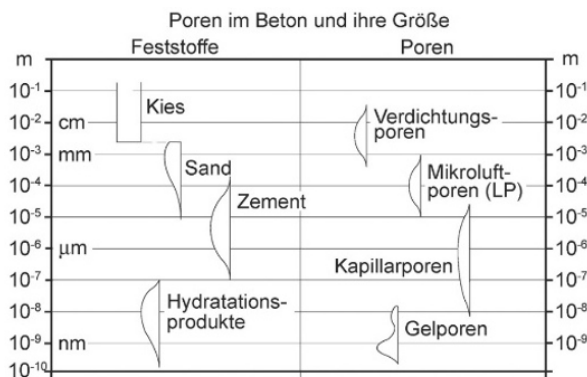 Poren im Beton und ihre Größe
Feststoffe
Poren
m
m
10⁻¹
10⁻¹
Kies
Verdichtungs-
poren
10⁻²
cm
10⁻²
mm
10⁻³
10⁻³
Sand
Mikroluft-
poren (LP)
10⁻⁴
10⁻⁴
Zement
10⁻⁵
10⁻⁵
10⁻⁶
µm
10⁻⁶
Kapillarporen
10⁻⁷
10⁻⁷
Hydratations-
produkte
10⁻⁸
10⁻⁸
Gelporen
10⁻⁹
nm
10⁻⁹
10⁻¹⁰